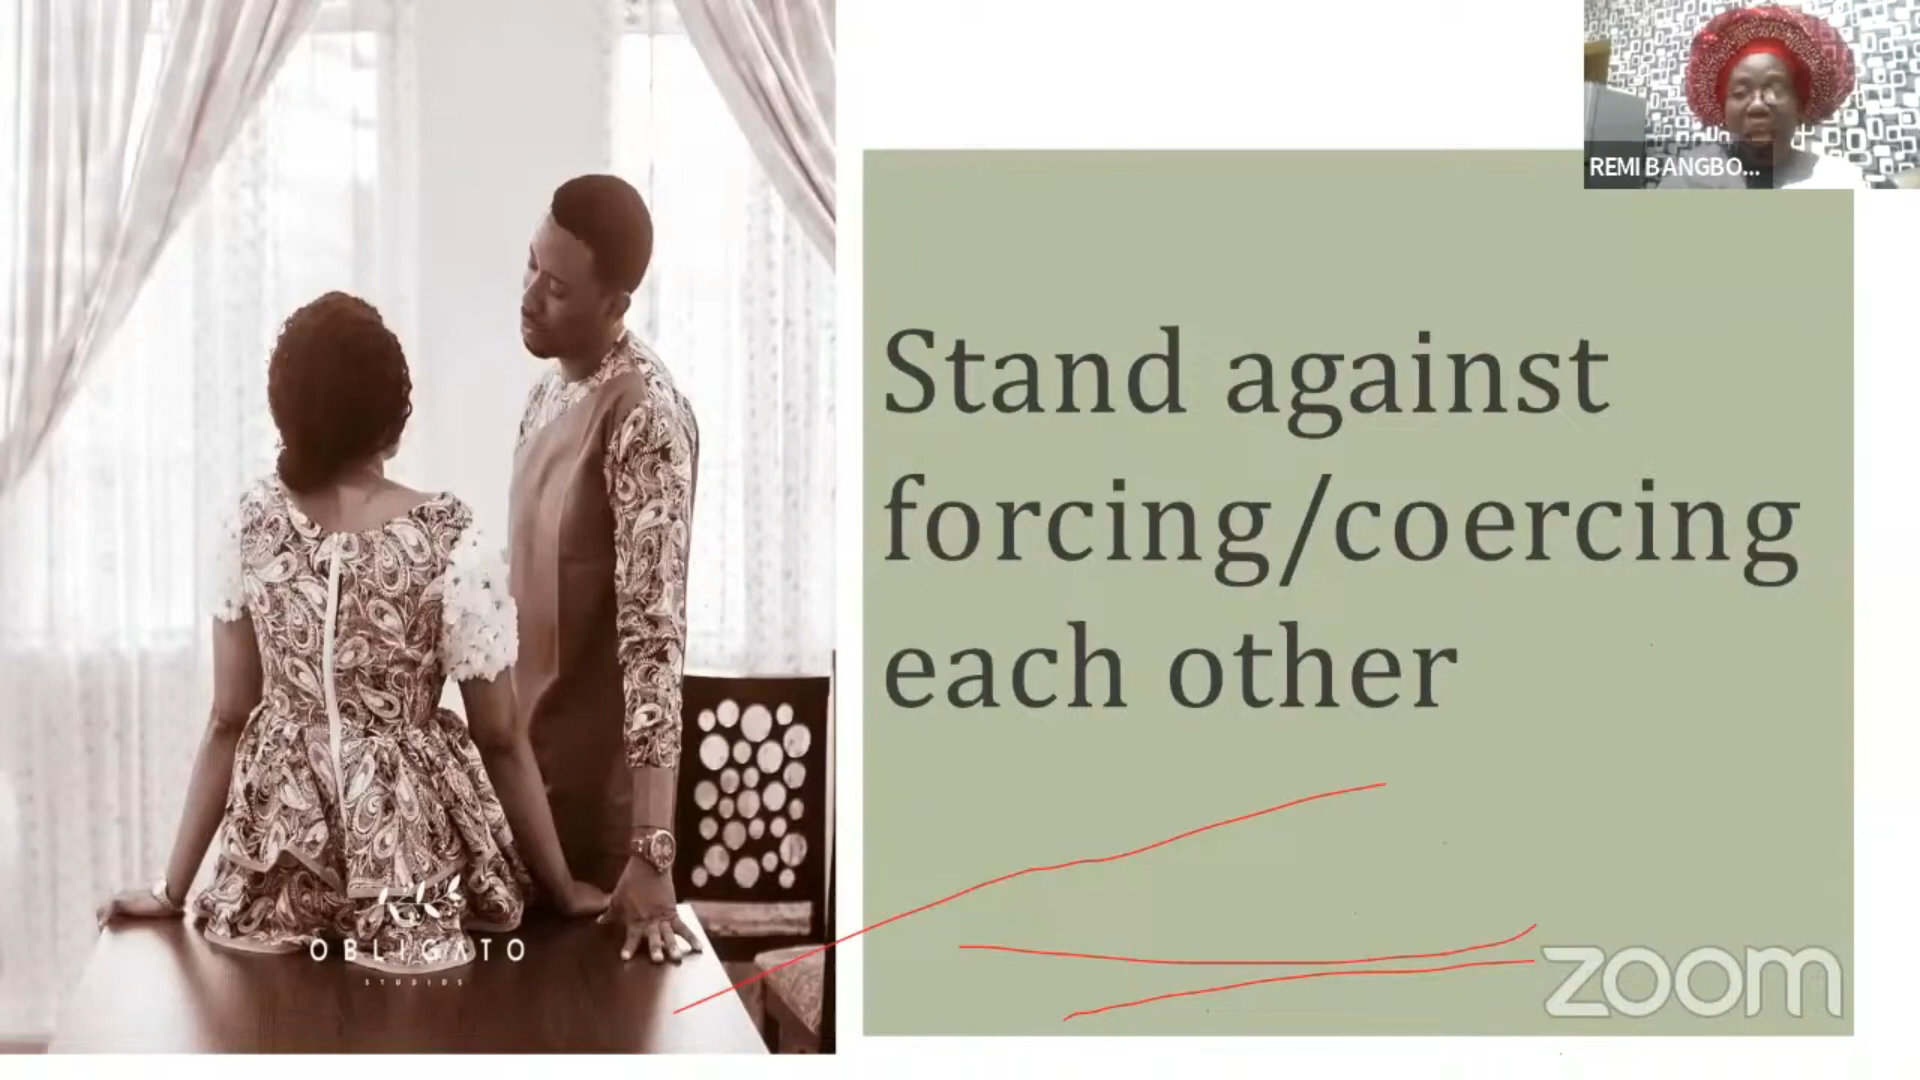 REMI BANGBO...
Stand against
forcing/coercing
each other
OBLIGATO
STUDIOS
zoom